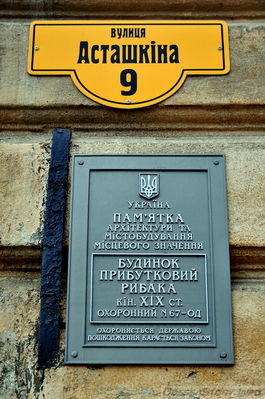 вулиця
Асташкіна
9
УКРАЇНА
ПАМ'ЯТКА
АРХІТЕКТУРИ ТА
МІСТОБУДУВАННЯ
МІСЦЕВОГО ЗНАЧЕННЯ
БУДИНОК
ПРИБУТКОВИЙ
РИБАКА
КІН. XIX СТ.
ОХОРОННИЙ N 67-ОД
ОХОРОНЯЄТЬСЯ ДЕРЖАВОЮ
ПОШКОДЖЕННЯ КАРАЄТЬСЯ ЗАКОНОМ